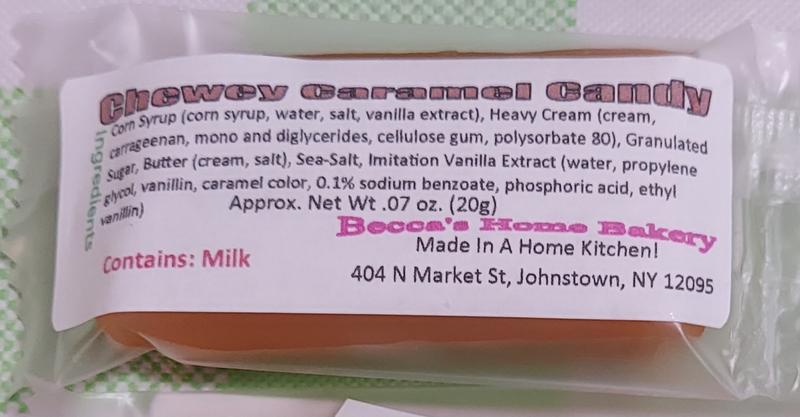 Chewey Caramel Candy
Ingredients
Corn Syrup (corn syrup, water, salt, vanilla extract), Heavy Cream (cream,
carrageenan, mono and diglycerides, cellulose gum, polysorbate 80), Granulated
Sugar, Butter (cream, salt), Sea-Salt, Imitation Vanilla Extract (water, propylene
glycol, vanillin, caramel color, 0.1% sodium benzoate, phosphoric acid, ethyl
vanillin)
Approx. Net Wt .07 oz. (20g)
Becca's Home Bakery
Made In A Home Kitchen!
Contains: Milk
404 N Market St, Johnstown, NY 12095